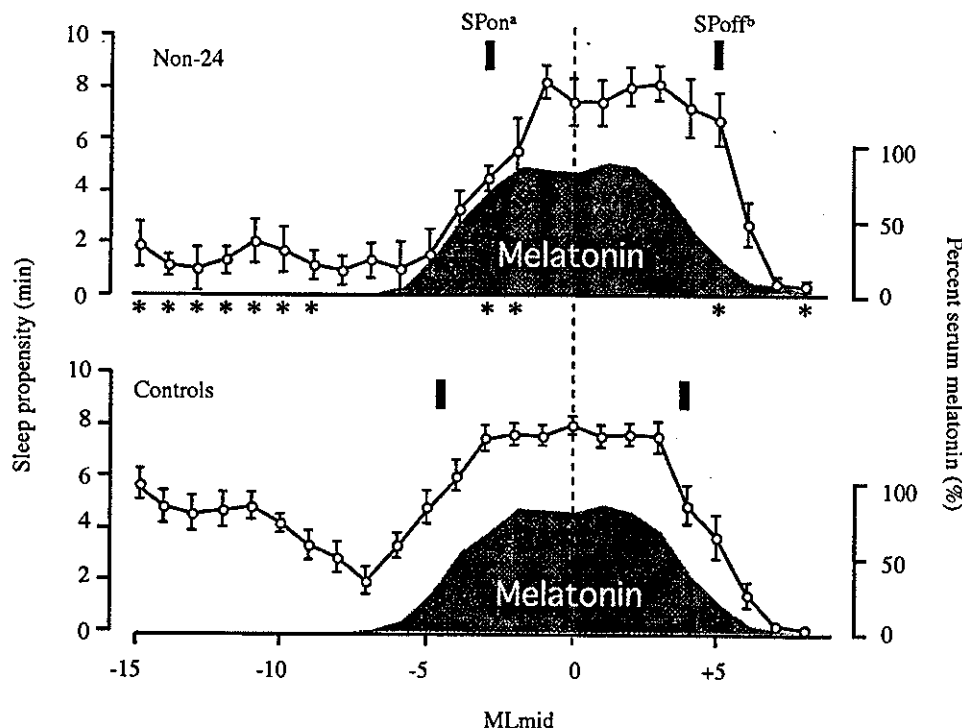 SPonᵃ SPoffᵇ
10
Non-24
8
6
4
2
0
Melatonin
100
50
0
* * * * * * * * * * *
10
Controls
8
6
4
2
0
Melatonin
100
50
0
-15 -10 -5 0 +5
MLmid
Sleep propensity (min)
Percent serum melatonin (%)